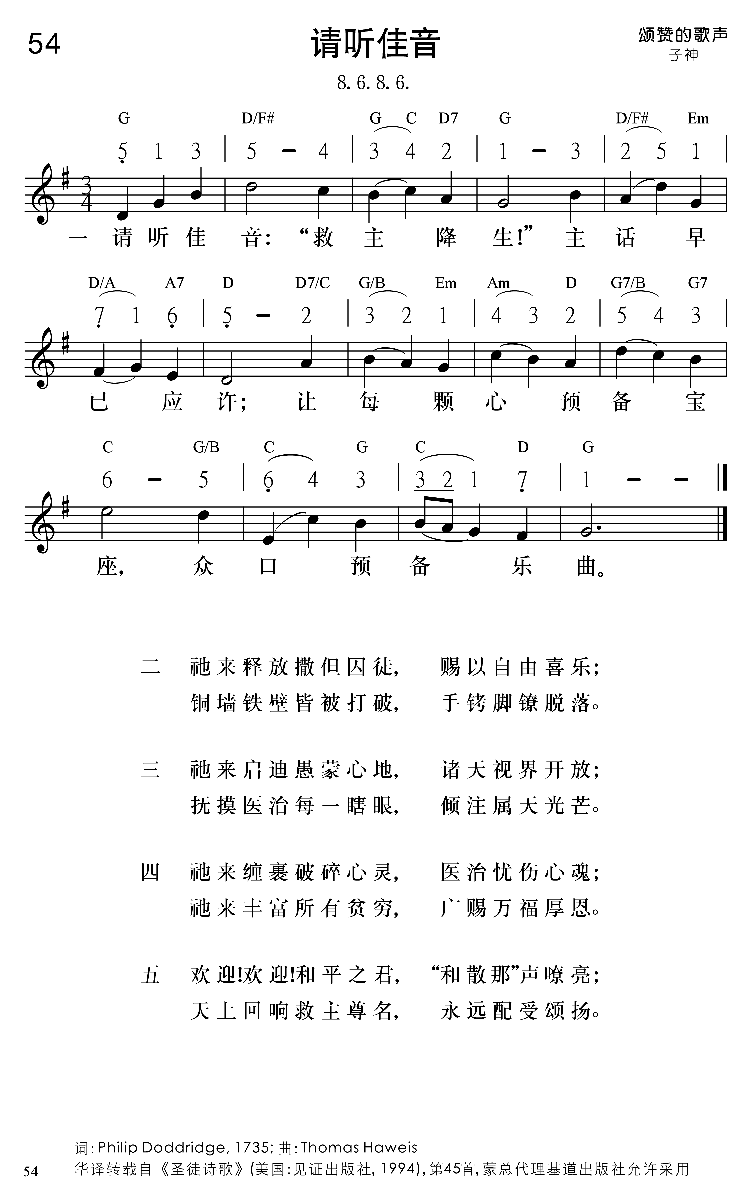 54
请听佳音
颂赞的歌声
子神
8. 6. 8. 6.
G D/F# G C D7 G D/F# Em
5 1 3 | 5 – 4 | 3 4 2 | 1 – 3 | 2 5 1 |
3
4
一 请 听 佳 音：“救 主 降 生!” 主 话 早
D/A A7 D D7/C G/B Em Am D G7/B G7
7 1 6 | 5 – 2 | 3 2 1 | 4 3 2 | 5 4 3
已 应 许； 让 每 颗 心 预 备 宝
C G/B C G C D G
6 – 5 | 6 4 3 | 3 2 1 7 | 1 – –
座， 众 口 预 备 乐 曲。
二 祂来释放撒但囚徒， 赐以自由喜乐；
铜墙铁壁皆被打破， 手铐脚镣脱落。
三 祂来启迪愚蒙心地， 诸天视界开放；
抚摸医治每一瞎眼， 倾注属天光芒。
四 祂来缠裹破碎心灵， 医治忧伤心魂；
祂来丰富所有贫穷， 广赐万福厚恩。
五 欢迎!欢迎!和平之君， “和散那”声嘹亮；
天上回响救主尊名， 永远配受颂扬。
词: Philip Doddridge, 1735; 曲: Thomas Haweis
54 华译转载自《圣徒诗歌》(美国: 见证出版社, 1994), 第45首, 蒙总代理基道出版社允许采用